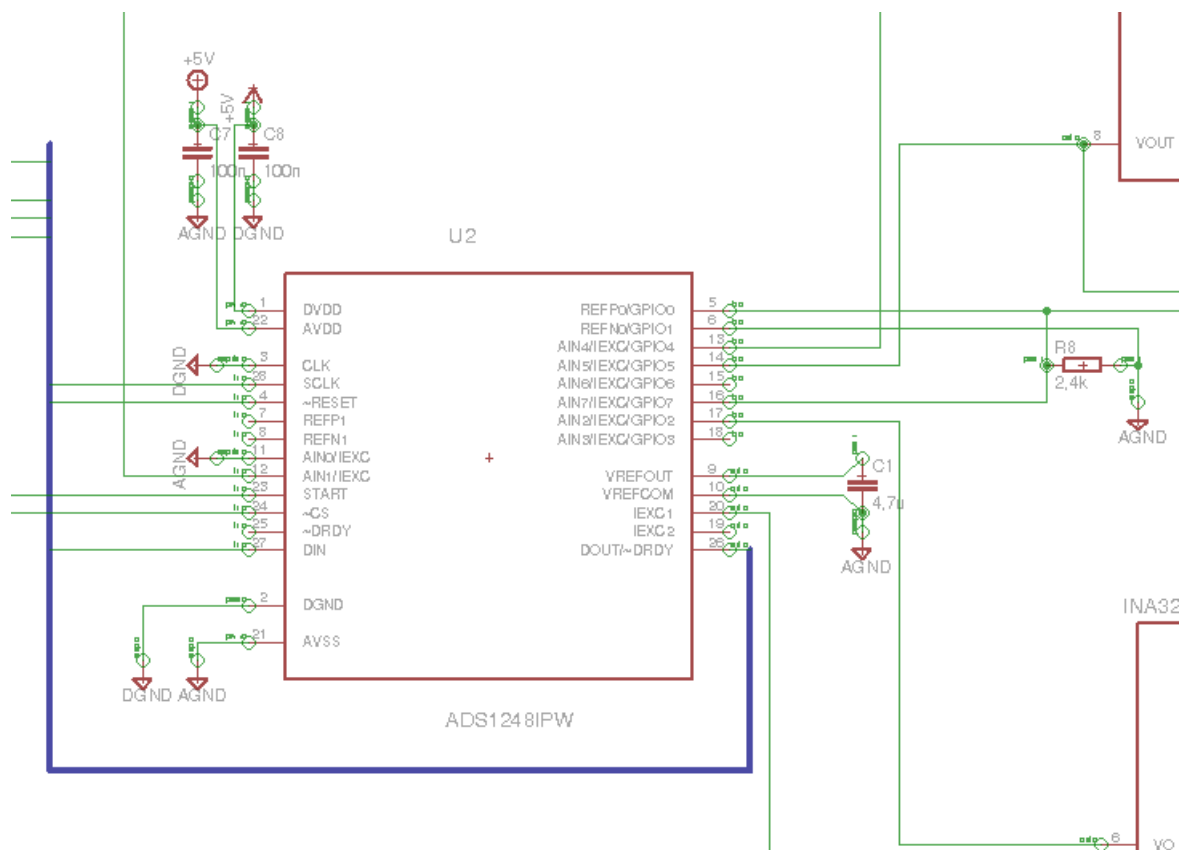 +5V
+5V
C7
C8
100n
100n
AGND
DGND
U2
8
VOUT
1
DVDD
22
AVDD
DGND
3
CLK
28
SCLK
4
~RESET
7
REFP1
8
REFN1
AGND
11
AIN0/IEXC
12
AIN1/IEXC
23
START
24
~CS
25
~DRDY
27
DIN
2
DGND
21
AVSS
DGND
AGND
REFP0/GPIO0
5
REFN0/GPIO1
6
AIN4/IEXC/GPIO4
13
AIN5/IEXC/GPIO5
14
AIN6/IEXC/GPIO6
15
AIN7/IEXC/GPIO7
16
AIN2/IEXC/GPIO2
17
AIN3/IEXC/GPIO3
18
VREFOUT
9
VREFCOM
10
IEXC1
20
IEXC2
19
DOUT/~DRDY
26
R8
2,4k
AGND
C1
4,7u
AGND
ADS1248IPW
INA32
6
VO